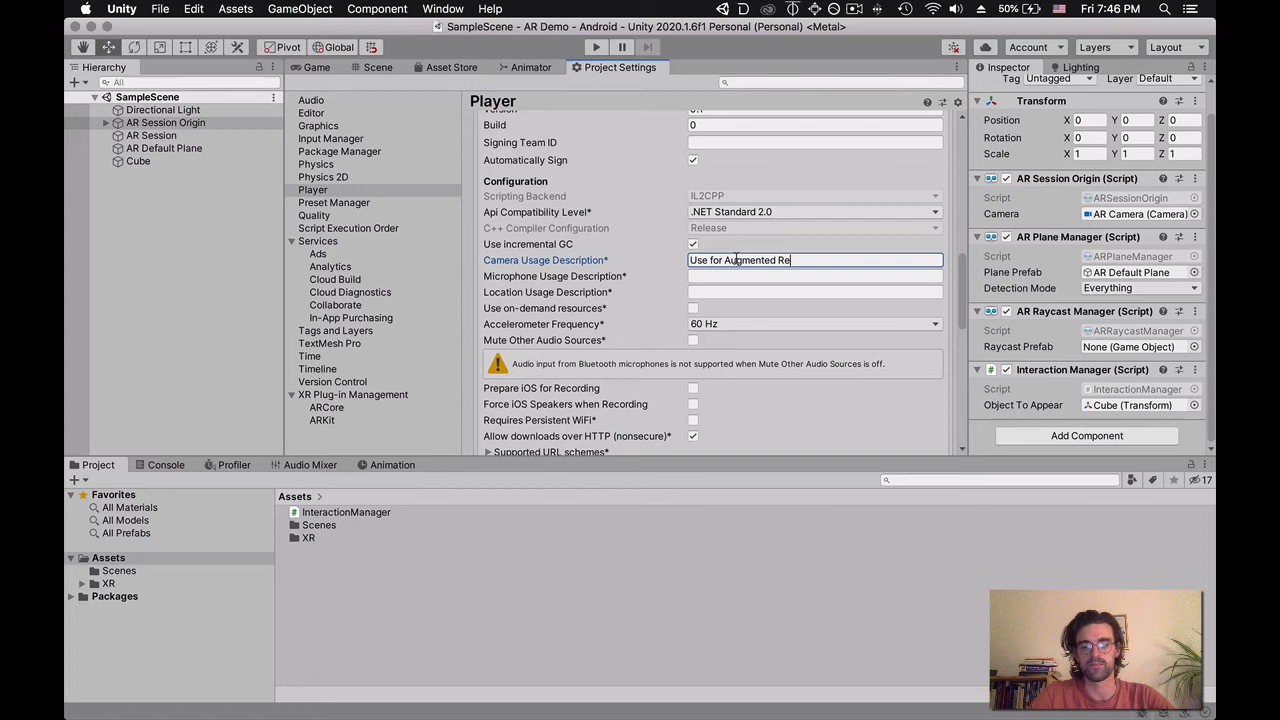 Unity File Edit Assets GameObject Component Window Help 50% Fri 7:46 PM
SampleScene - AR Demo - Android - Unity 2020.1.6f1 Personal (Personal) <Metal>
Pivot Global Account Layers Layout
Hierarchy
All
SampleScene
Directional Light
AR Session Origin
AR Session
AR Default Plane
Cube
Game Scene Asset Store Animator Project Settings
Audio
Editor
Graphics
Input Manager
Package Manager
Physics
Physics 2D
Player
Preset Manager
Quality
Script Execution Order
Services
Ads
Analytics
Cloud Build
Cloud Diagnostics
Collaborate
In-App Purchasing
Tags and Layers
TextMesh Pro
Time
Timeline
Version Control
XR Plug-in Management
ARCore
ARKit
Player
Build 0
Signing Team ID
Automatically Sign
Configuration
Scripting Backend IL2CPP
Api Compatibility Level* .NET Standard 2.0
C++ Compiler Configuration Release
Use incremental GC
Camera Usage Description* Use for Augmented Re
Microphone Usage Description*
Location Usage Description*
Use on-demand resources*
Accelerometer Frequency* 60 Hz
Mute Other Audio Sources*
Audio input from Bluetooth microphones is not supported when Mute Other Audio Sources is off.
Prepare iOS for Recording
Force iOS Speakers when Recording
Requires Persistent WiFi*
Allow downloads over HTTP (nonsecure)*
Supported URL schemes*
Inspector Lighting
Tag Untagged Layer Default
Transform
Position X 0 Y 0 Z 0
Rotation X 0 Y 0 Z 0
Scale X 1 Y 1 Z 1
AR Session Origin (Script)
Script ARSessionOrigin
Camera AR Camera (Camera)
AR Plane Manager (Script)
Script ARPlaneManager
Plane Prefab AR Default Plane
Detection Mode Everything
AR Raycast Manager (Script)
Script ARRaycastManager
Raycast Prefab None (Game Object)
Interaction Manager (Script)
Script InteractionManager
Object To Appear Cube (Transform)
Add Component
Project Console Profiler Audio Mixer Animation
17
Favorites
All Materials
All Models
All Prefabs
Assets
Scenes
XR
Packages
Assets
InteractionManager
Scenes
XR